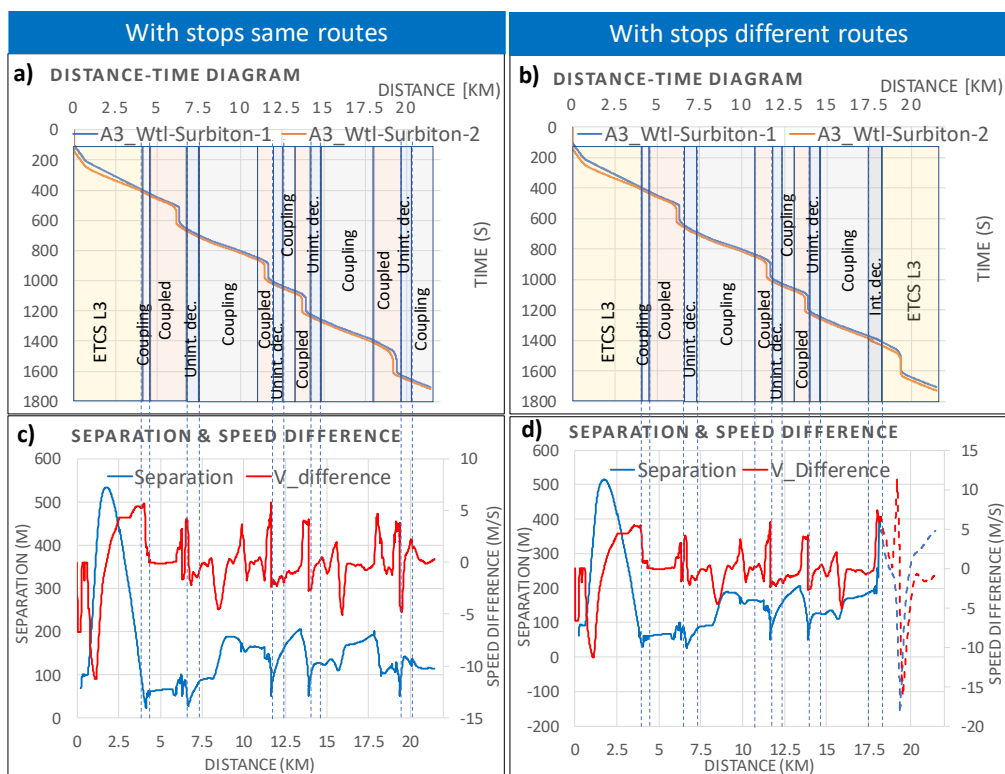 With stops same routes
With stops different routes
a) DISTANCE-TIME DIAGRAM
DISTANCE [KM]
0 2.5 5 7.5 10 12.5 15 17.5 20
A3_Wtl-Surbiton-1 A3_Wtl-Surbiton-2
0
200
400
600
800
1000
1200
1400
1600
1800
TIME (S)
ETCS L3
Coupling
Coupled
Unint. dec.
Coupling
Coupled
Unint. dec.
Coupling
Coupled
Unint. dec.
Coupling
Coupled
Unint. dec.
Coupling
b) DISTANCE-TIME DIAGRAM
DISTANCE [KM]
0 2.5 5 7.5 10 12.5 15 17.5 20
A3_Wtl-Surbiton-1 A3_Wtl-Surbiton-2
0
200
400
600
800
1000
1200
1400
1600
1800
TIME (S)
ETCS L3
Coupling
Coupled
Unint. dec.
Coupling
Coupled
Unint. dec.
Coupling
Coupled
Unint. dec.
Coupling
Int. dec.
ETCS L3
c) SEPARATION & SPEED DIFFERENCE
Separation V_difference
600
500
400
300
200
100
0
SEPARATION (M)
10
5
0
-5
-10
-15
SPEED DIFFERENCE (M/S)
0 2.5 5 7.5 10 12.5 15 17.5 20
DISTANCE (KM)
d) SEPARATION & SPEED DIFFERENCE
Separation V_Difference
600
500
400
300
200
100
0
-100
-200
SEPARATION (M)
15
10
5
0
-5
-10
-15
-20
SPEED DIFFERENCE (M/S)
0 2.5 5 7.5 10 12.5 15 17.5 20
DISTANCE (KM)